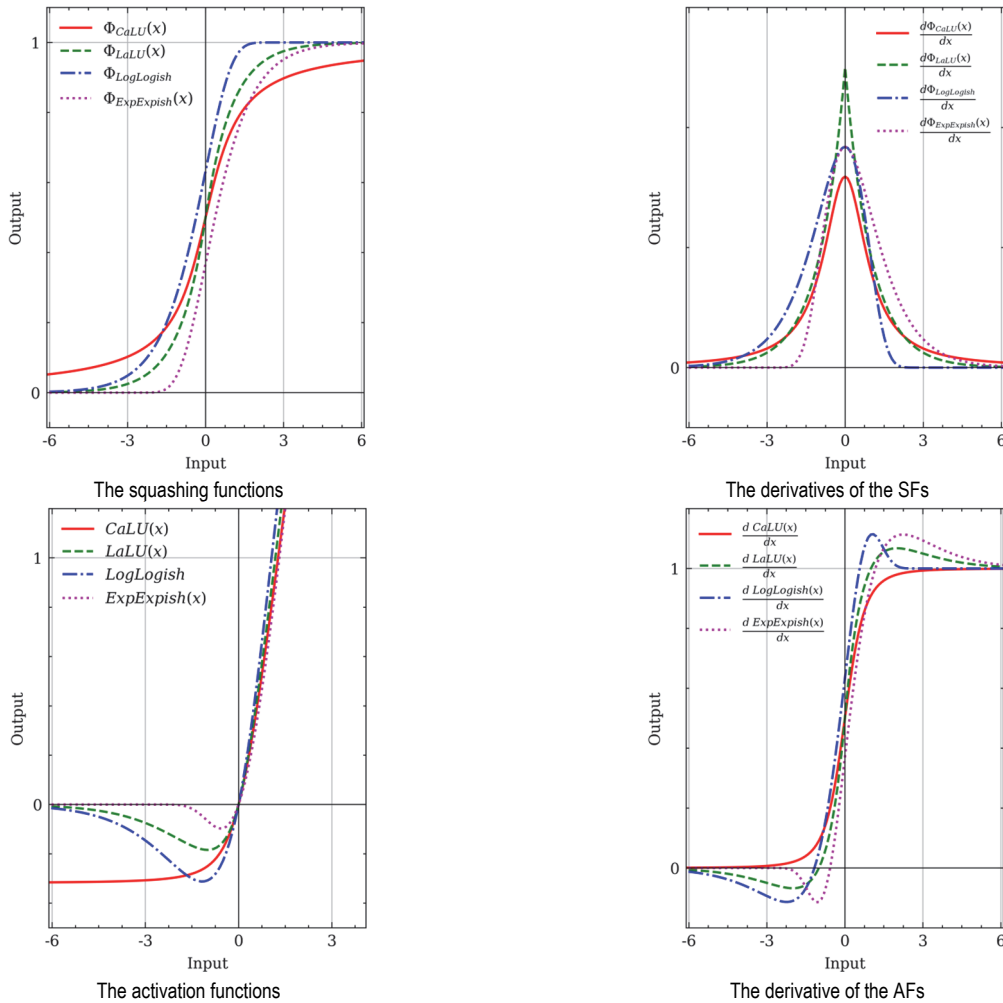 Φ_CaLU(x)
Φ_LaLU(x)
Φ_LogLogish
Φ_ExpExpish(x)
1
0
Output
-6 -3 0 3 6
Input
The squashing functions
dΦ_CaLU(x)
dx
dΦ_LaLU(x)
dx
dΦ_LogLogish
dx
dΦ_ExpExpish(x)
dx
Output
-6 -3 0 3 6
Input
The derivatives of the SFs
CaLU(x)
LaLU(x)
LogLogish
ExpExpish(x)
1
0
Output
-6 -3 0 3
Input
The activation functions
d CaLU(x)
dx
d LaLU(x)
dx
d LogLogish(x)
dx
d ExpExpish(x)
dx
1
0
Output
-6 -3 0 3 6
Input
The derivative of the AFs